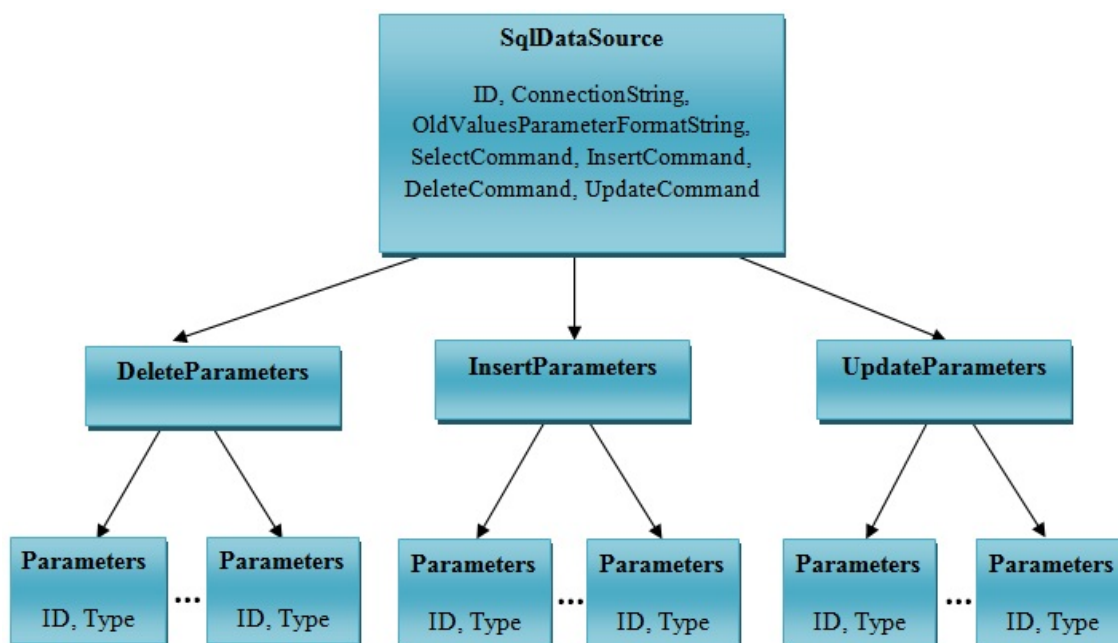 SqlDataSource
ID, ConnectionString,
OldValuesParameterFormatString,
SelectCommand, InsertCommand,
DeleteCommand, UpdateCommand
DeleteParameters
InsertParameters
UpdateParameters
Parameters
ID, Type
...
Parameters
ID, Type
Parameters
ID, Type
...
Parameters
ID, Type
Parameters
ID, Type
...
Parameters
ID, Type